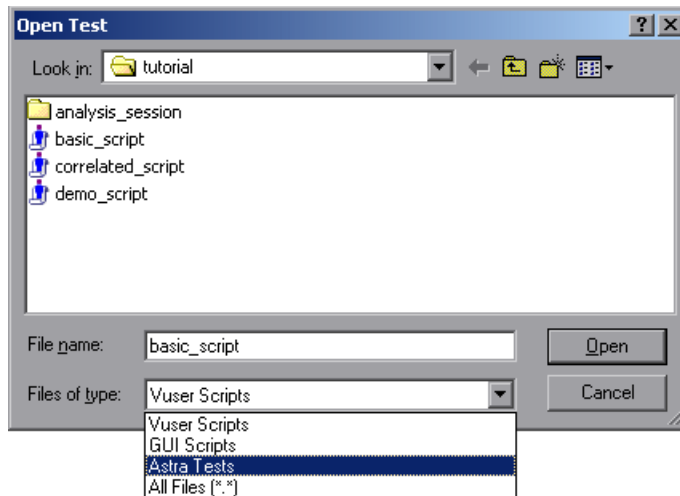 Open Test
Look in: tutorial
analysis_session
basic_script
correlated_script
demo_script
File name: basic_script Open
Files of type: Vuser Scripts Cancel
Vuser Scripts
GUI Scripts
Astra Tests
All Files (*.*)